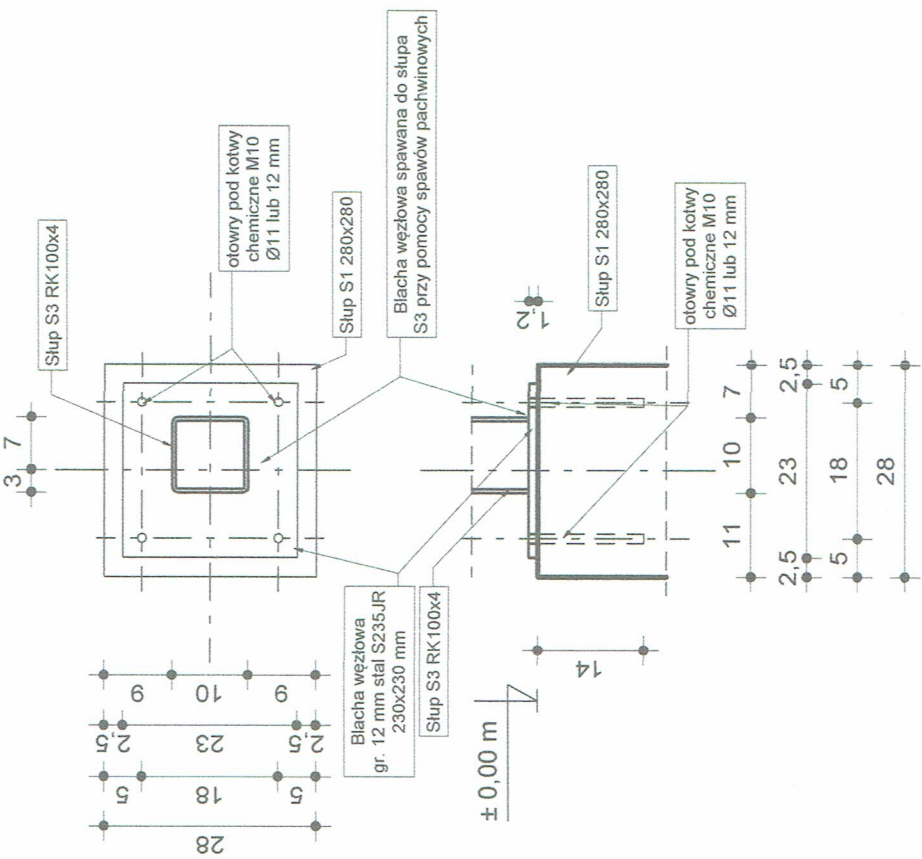 Słup S3 RK100x4
otowry pod kotwy
chemiczne M10
Ø11 lub 12 mm
Słup S1 280x280
Blacha węzłowa spawana do słupa
S3 przy pomocy spawów pachwinowych
3 7
9 10 9
2,5 23 2,5
5 18 5
28
Blacha węzłowa
gr. 12 mm stal S235JR
230x230 mm
Słup S3 RK100x4
1,2
Słup S1 280x280
otowry pod kotwy
chemiczne M10
Ø11 lub 12 mm
± 0,00 m
14
11 10 7
2,5 23 2,5
5 18 5
28